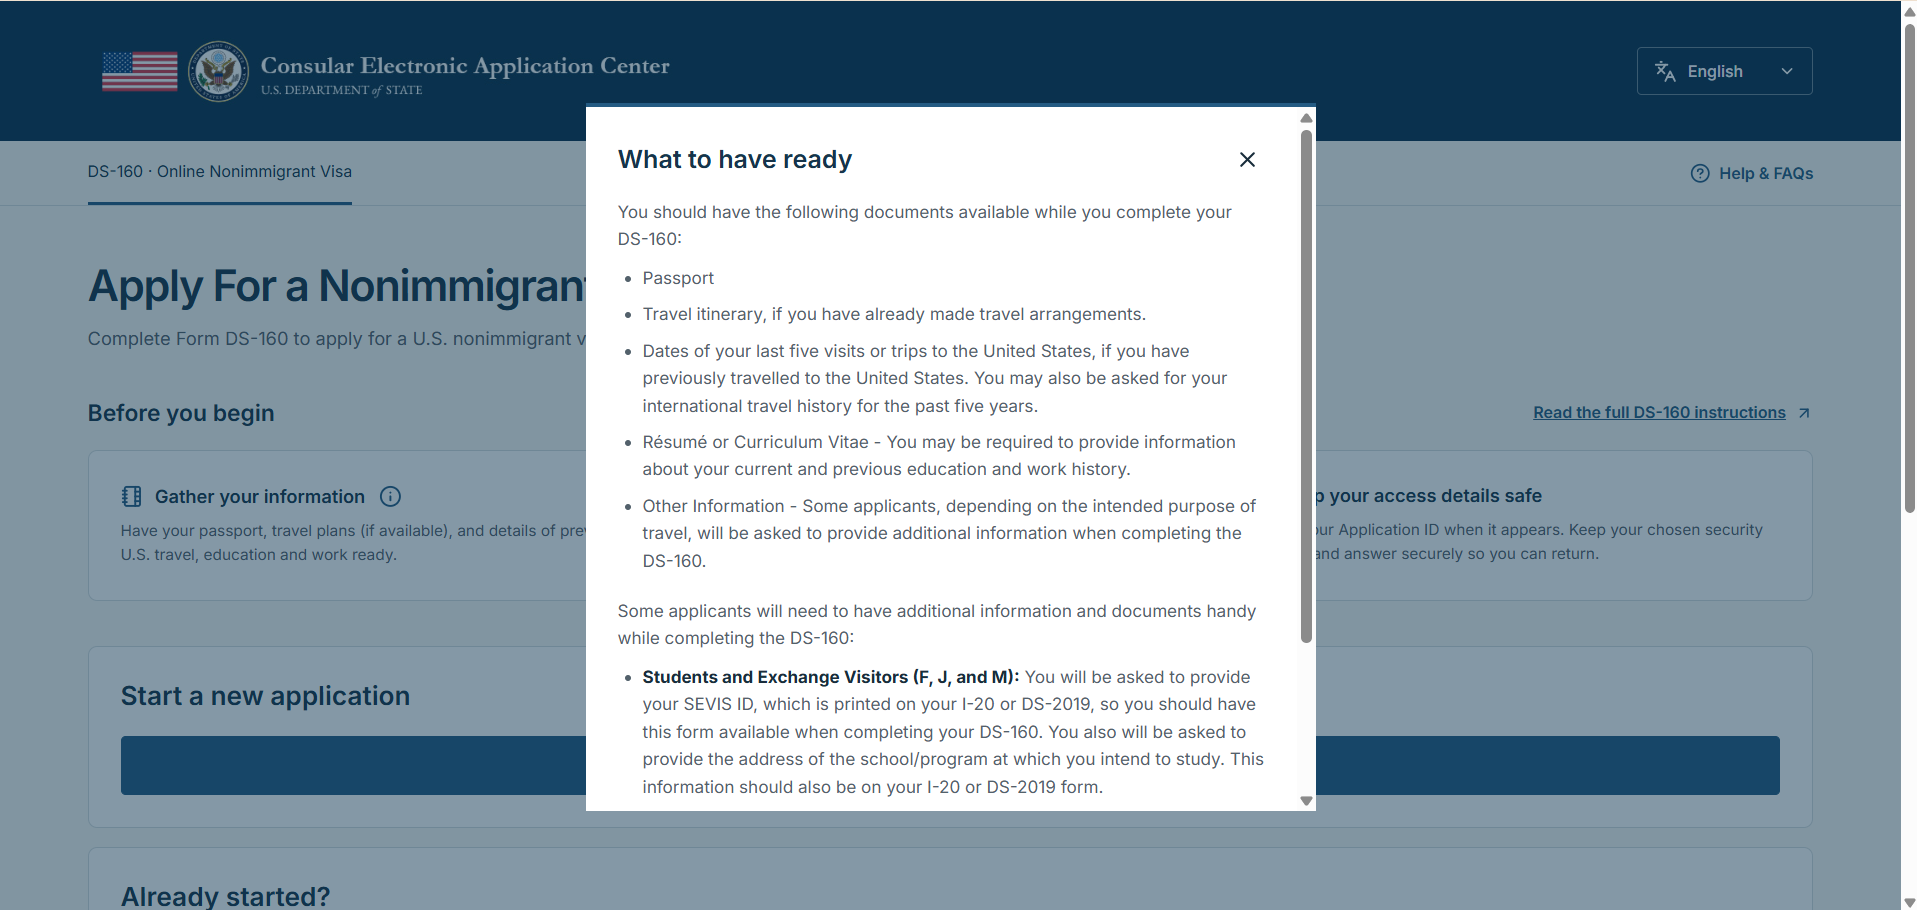 Consular Electronic Application Center
U.S. DEPARTMENT of STATE
English
DS-160 · Online Nonimmigrant Visa
Help & FAQs
Apply For a Nonimmigrant
Complete Form DS-160 to apply for a U.S. nonimmigrant v
Before you begin
Read the full DS-160 instructions
Gather your information
Have your passport, travel plans (if available), and details of pre
U.S. travel, education and work ready.
p your access details safe
ur Application ID when it appears. Keep your chosen security
and answer securely so you can return.
Start a new application
Already started?
What to have ready
You should have the following documents available while you complete your
DS-160:
• Passport
• Travel itinerary, if you have already made travel arrangements.
• Dates of your last five visits or trips to the United States, if you have
previously travelled to the United States. You may also be asked for your
international travel history for the past five years.
• Résumé or Curriculum Vitae - You may be required to provide information
about your current and previous education and work history.
• Other Information - Some applicants, depending on the intended purpose of
travel, will be asked to provide additional information when completing the
DS-160.
Some applicants will need to have additional information and documents handy
while completing the DS-160:
• Students and Exchange Visitors (F, J, and M): You will be asked to provide
your SEVIS ID, which is printed on your I-20 or DS-2019, so you should have
this form available when completing your DS-160. You also will be asked to
provide the address of the school/program at which you intend to study. This
information should also be on your I-20 or DS-2019 form.